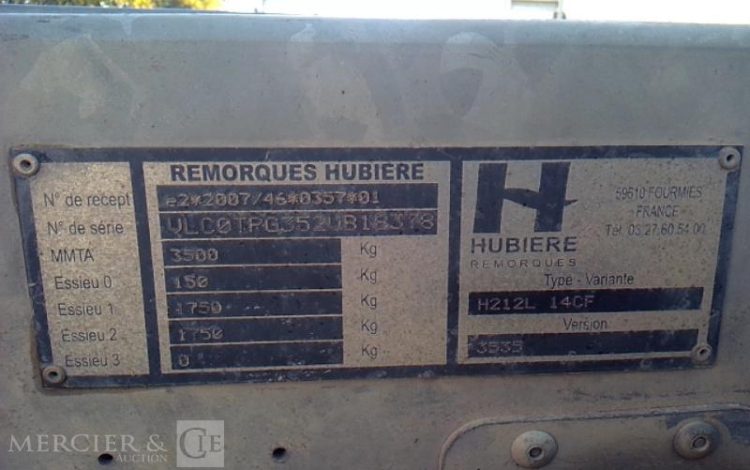 REMORQUES HUBIERE
N° de recept e2*2007/46*0357*01
N° de série VLC0TPG352VB18378
MMTA 3500 Kg
Essieu 0 150 Kg
Essieu 1 1750 Kg
Essieu 2 1750 Kg
Essieu 3 0 Kg
H
HUBIERE
REMORQUES
59610 FOURMIES
- FRANCE -
Tél. 03.27.60.54.00
Type - Variante
H212L 14CF
Version
3535
MERCIER & CIE
AUCTION